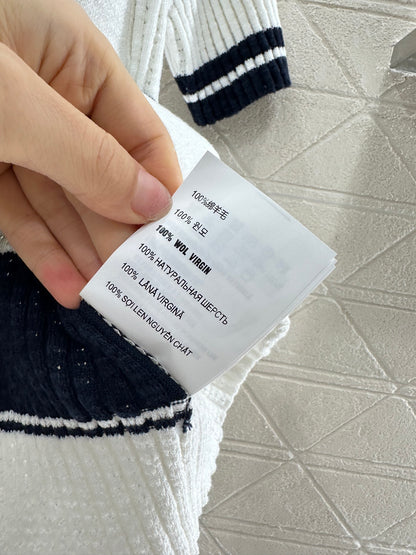 100%绵羊毛
100% 원모
100% WOL VIRGIN
100% НАТУРАЛЬНАЯ ШЕРСТЬ
100% LÂNĂ VIRGINĂ
100% SỢI LEN NGUYÊN CHẤT